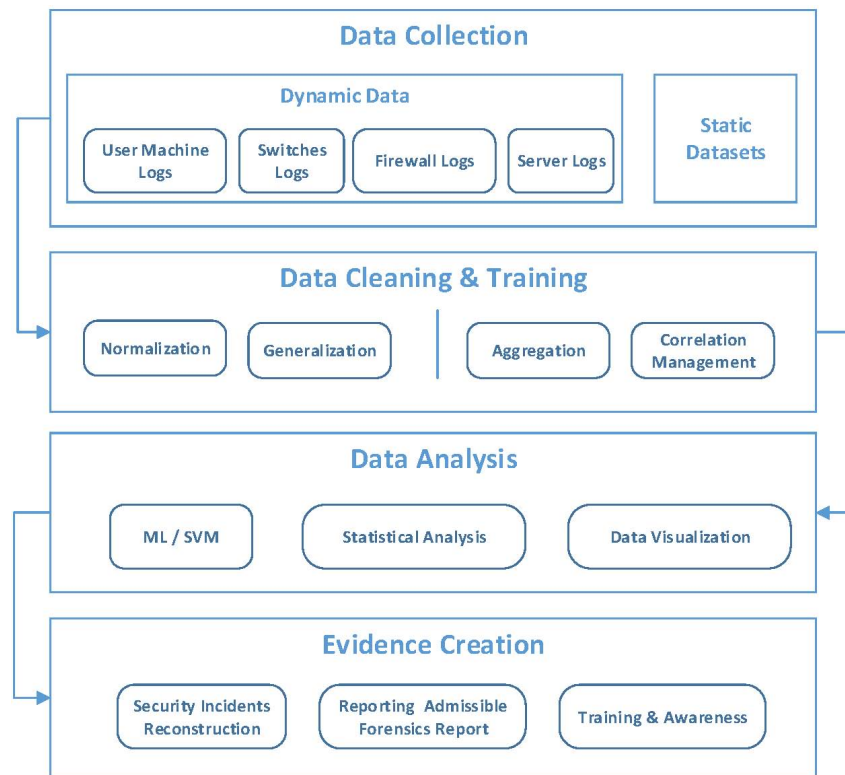 Data Collection
Dynamic Data
User Machine
Logs
Switches
Logs
Firewall Logs
Server Logs
Static
Datasets
Data Cleaning & Training
Normalization
Generalization
Aggregation
Correlation
Management
Data Analysis
ML / SVM
Statistical Analysis
Data Visualization
Evidence Creation
Security Incidents
Reconstruction
Reporting Admissible
Forensics Report
Training & Awareness